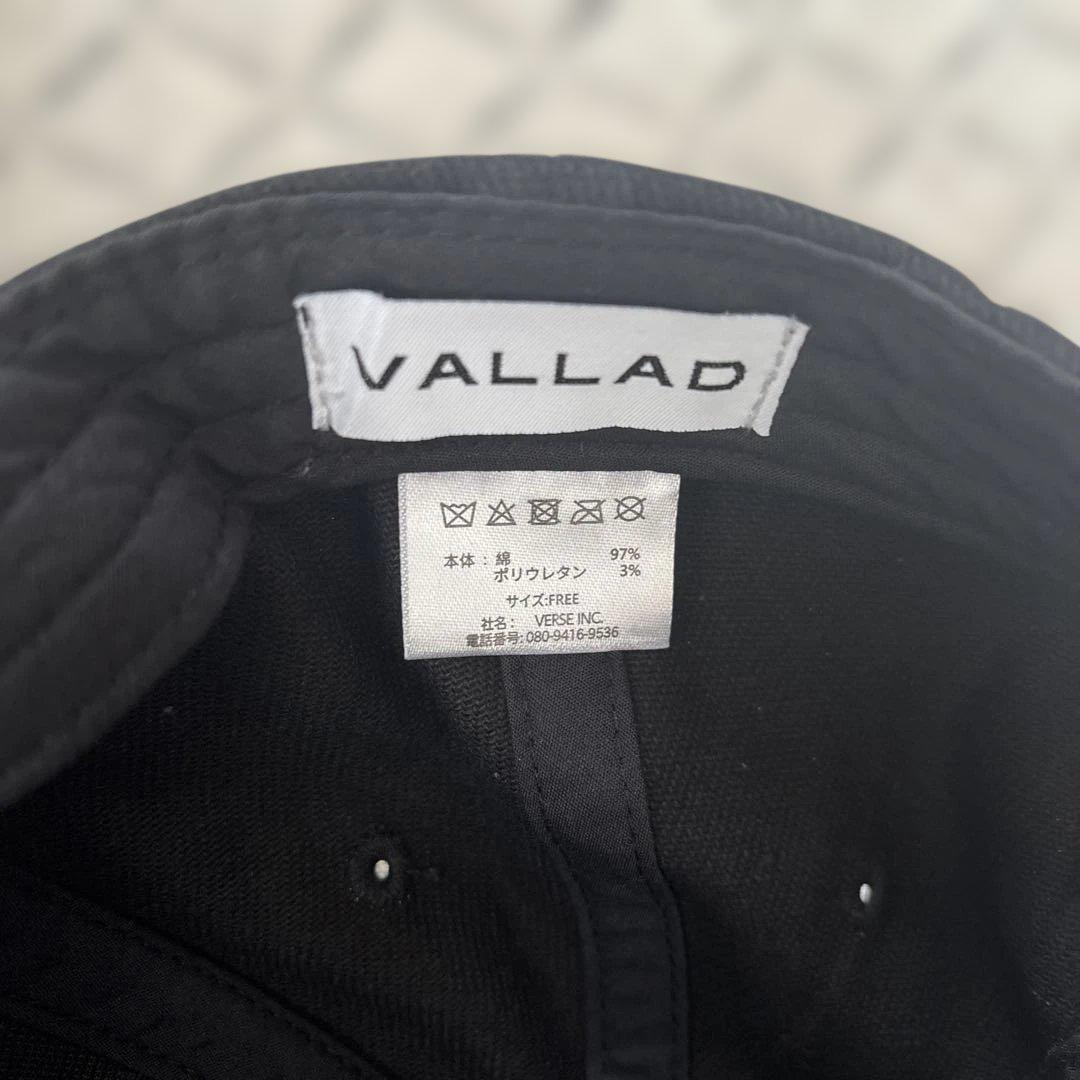 VALLAD
本体：綿 97%
ポリウレタン 3%
サイズ:FREE
社名： VERSE INC.
電話番号: 080-9416-9536